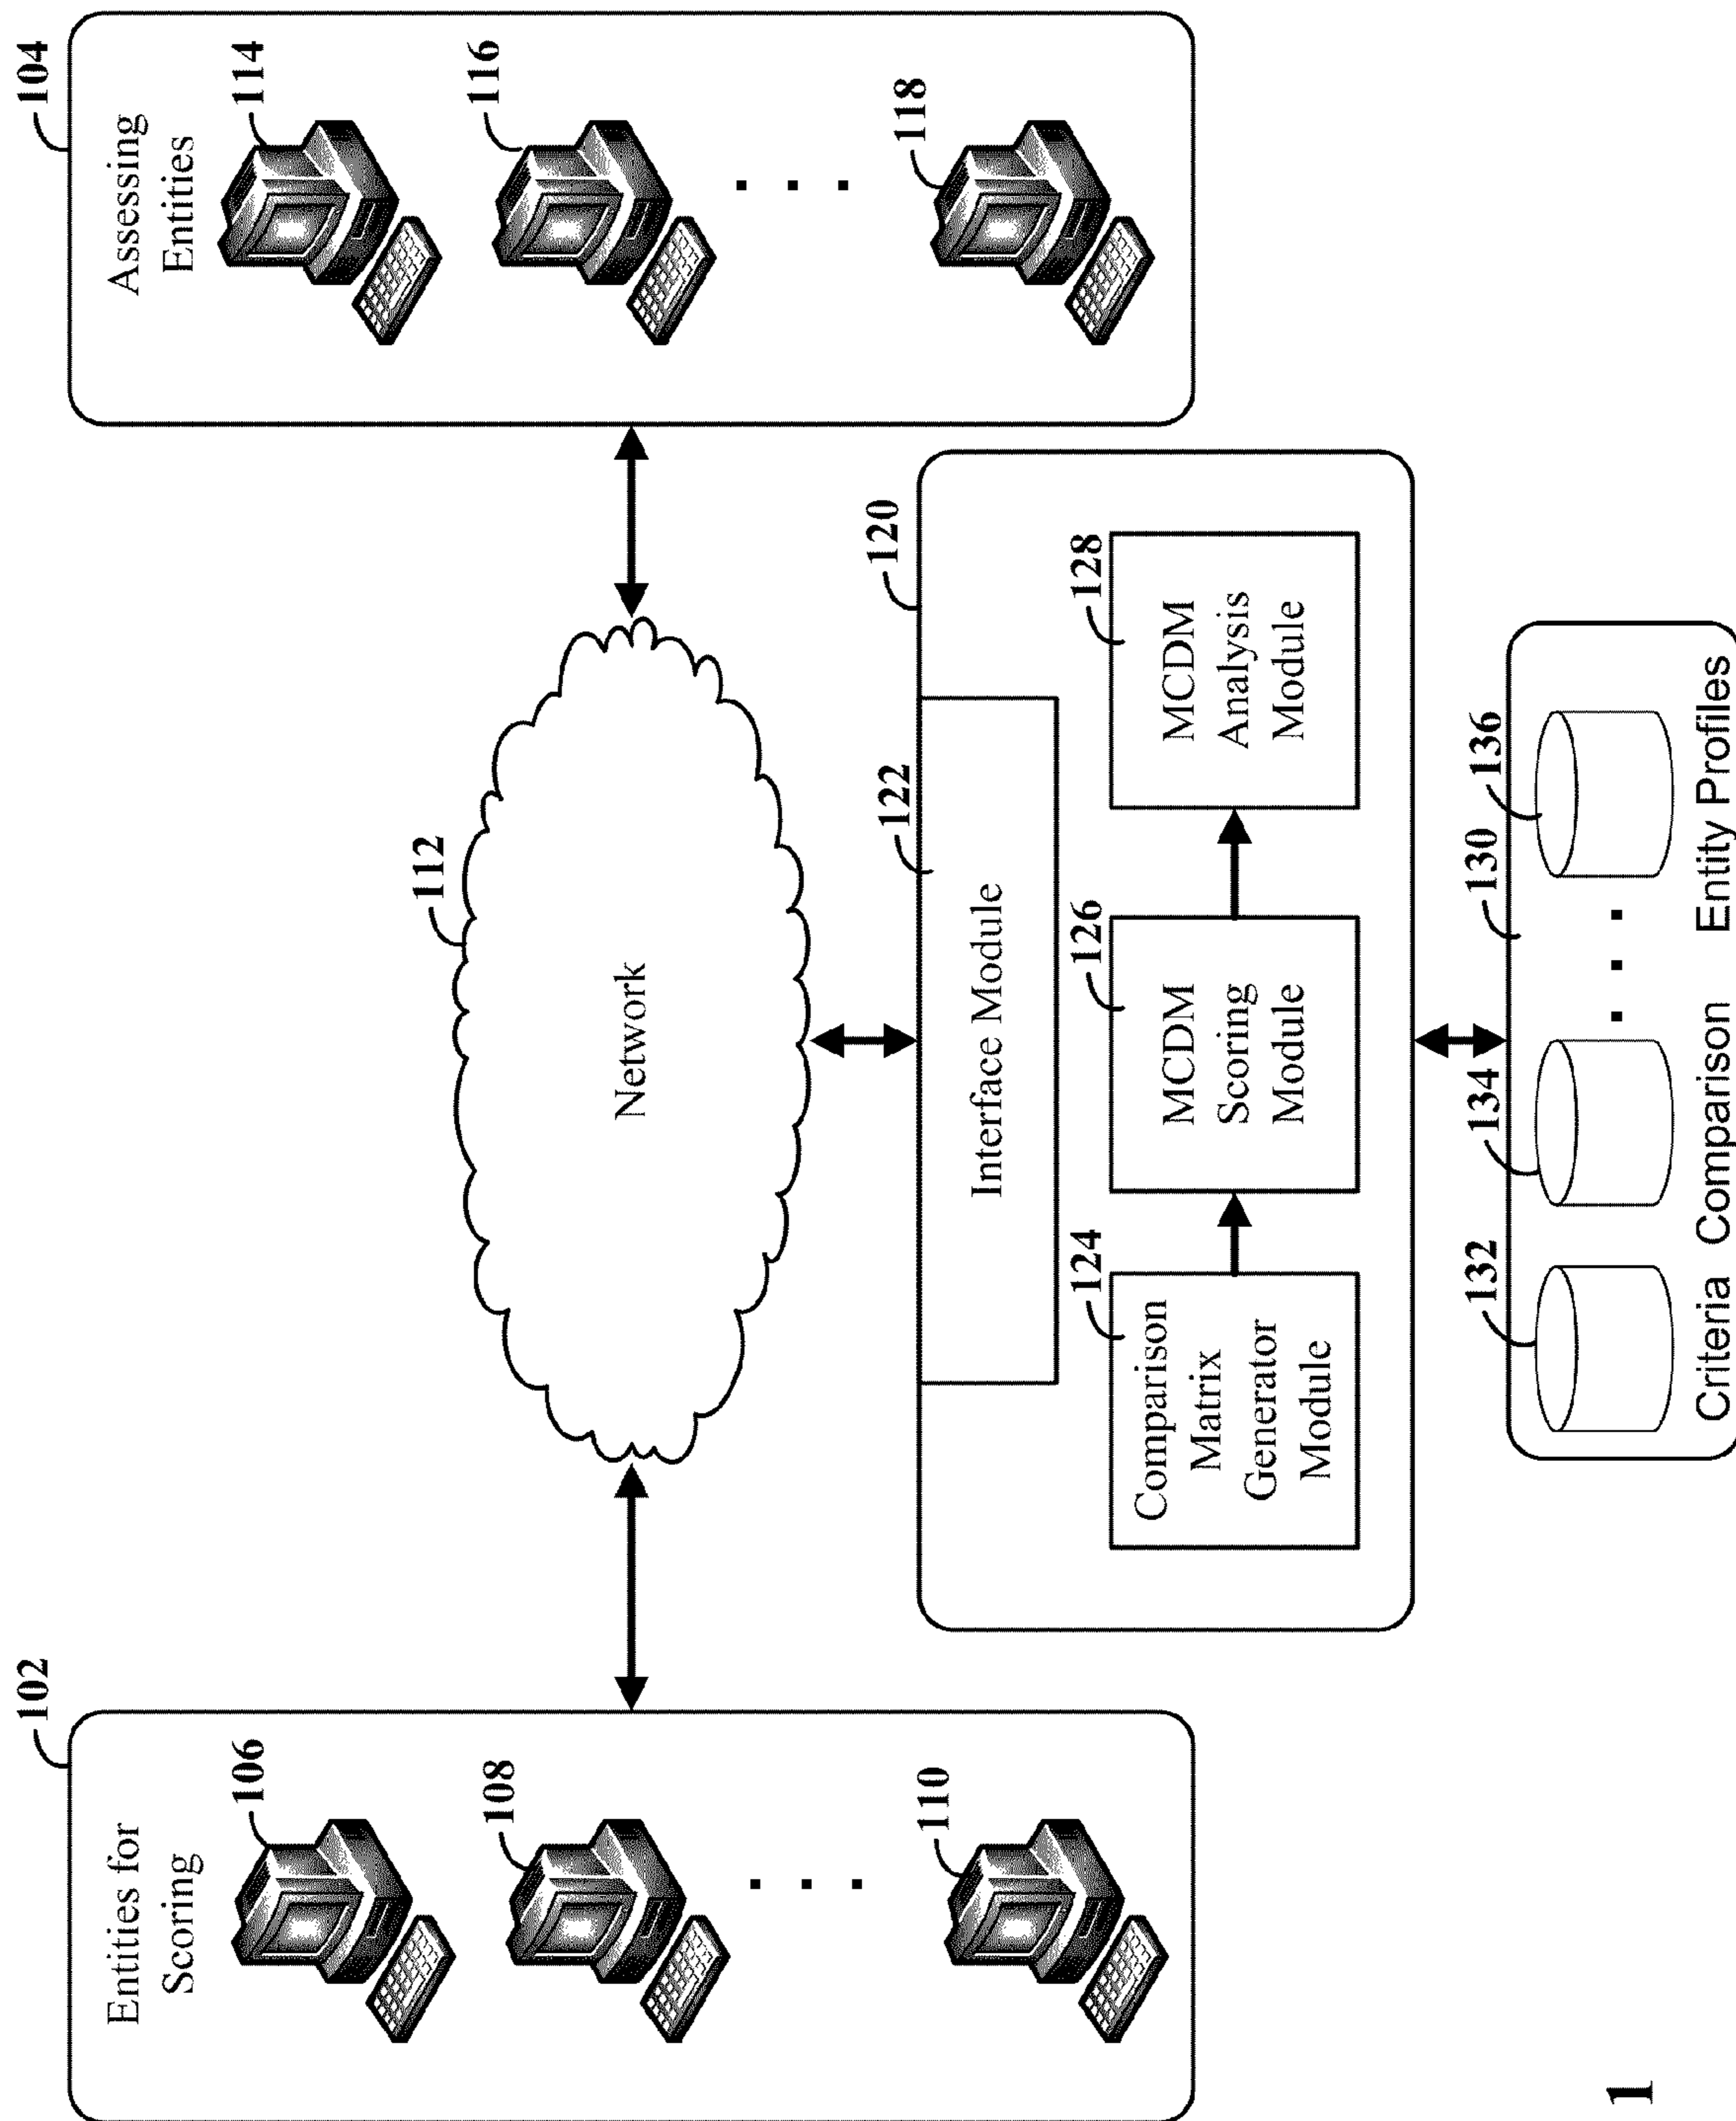 102
Entities for
Scoring
106
108
110
112
Network
104
Assessing
Entities
114
116
118
120
122
Interface Module
124
Comparison
Matrix
Generator
Module
126
MCDM
Scoring
Module
128
MCDM
Analysis
Module
130
132
134
136
Criteria Comparison Entity Profiles
1